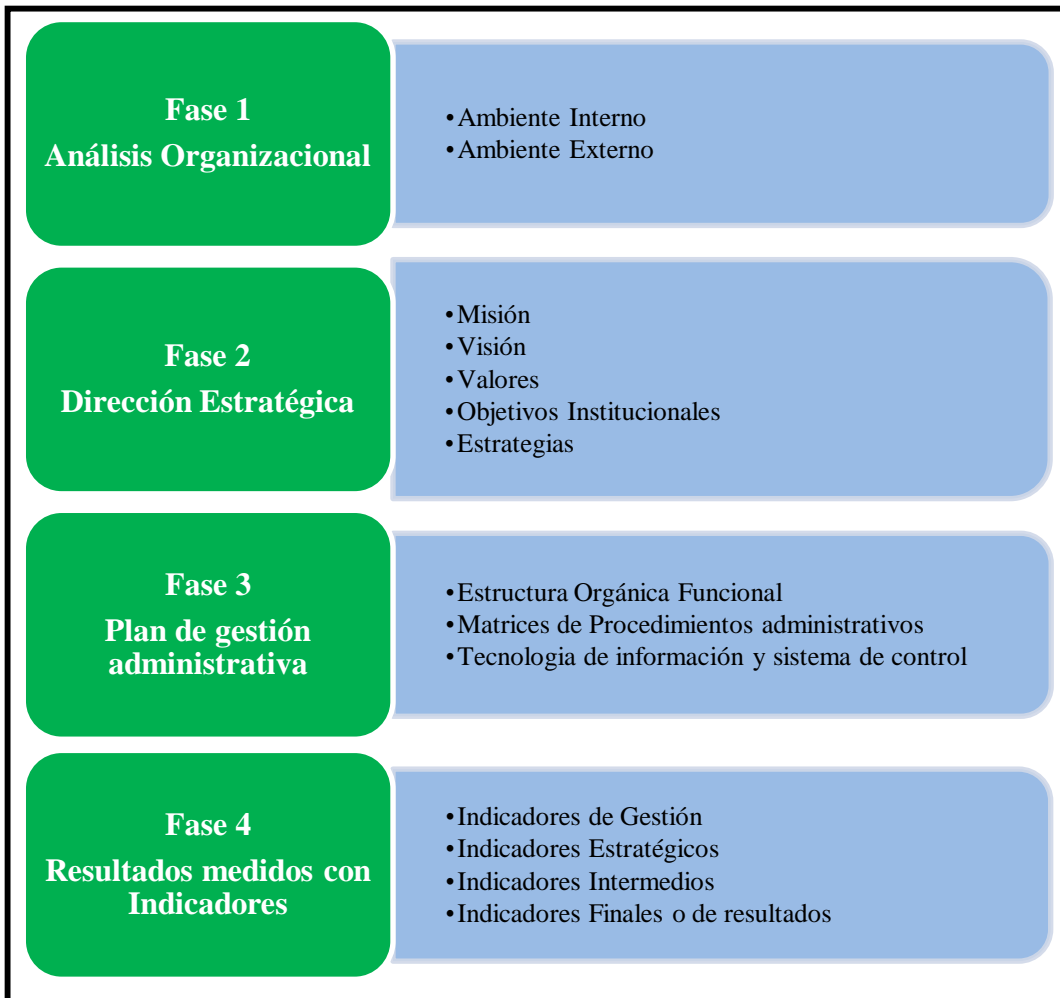 Fase 1
Análisis Organizacional
•Ambiente Interno
•Ambiente Externo
Fase 2
Dirección Estratégica
•Misión
•Visión
•Valores
•Objetivos Institucionales
•Estrategias
Fase 3
Plan de gestión
administrativa
•Estructura Orgánica Funcional
•Matrices de Procedimientos administrativos
•Tecnologia de información y sistema de control
Fase 4
Resultados medidos con
Indicadores
•Indicadores de Gestión
•Indicadores Estratégicos
•Indicadores Intermedios
•Indicadores Finales o de resultados